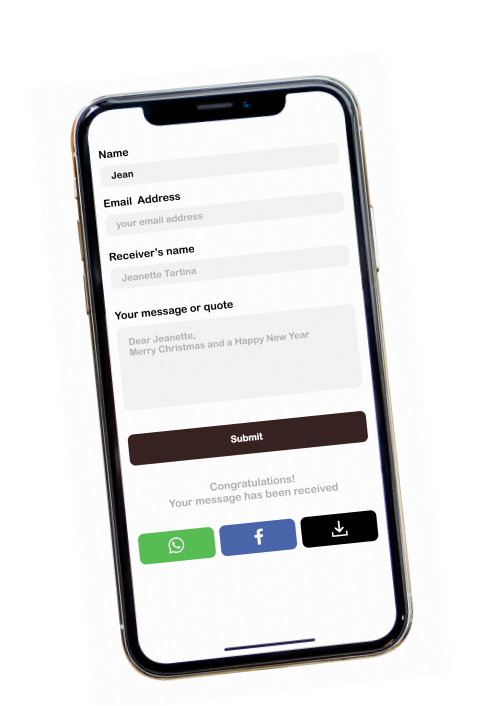 Name
Jean
Email Address
your email address
Receiver's name
Jeanette Tartina
Your message or quote
Dear Jeanette,
Merry Christmas and a Happy New Year
Submit
Congratulations!
Your message has been received